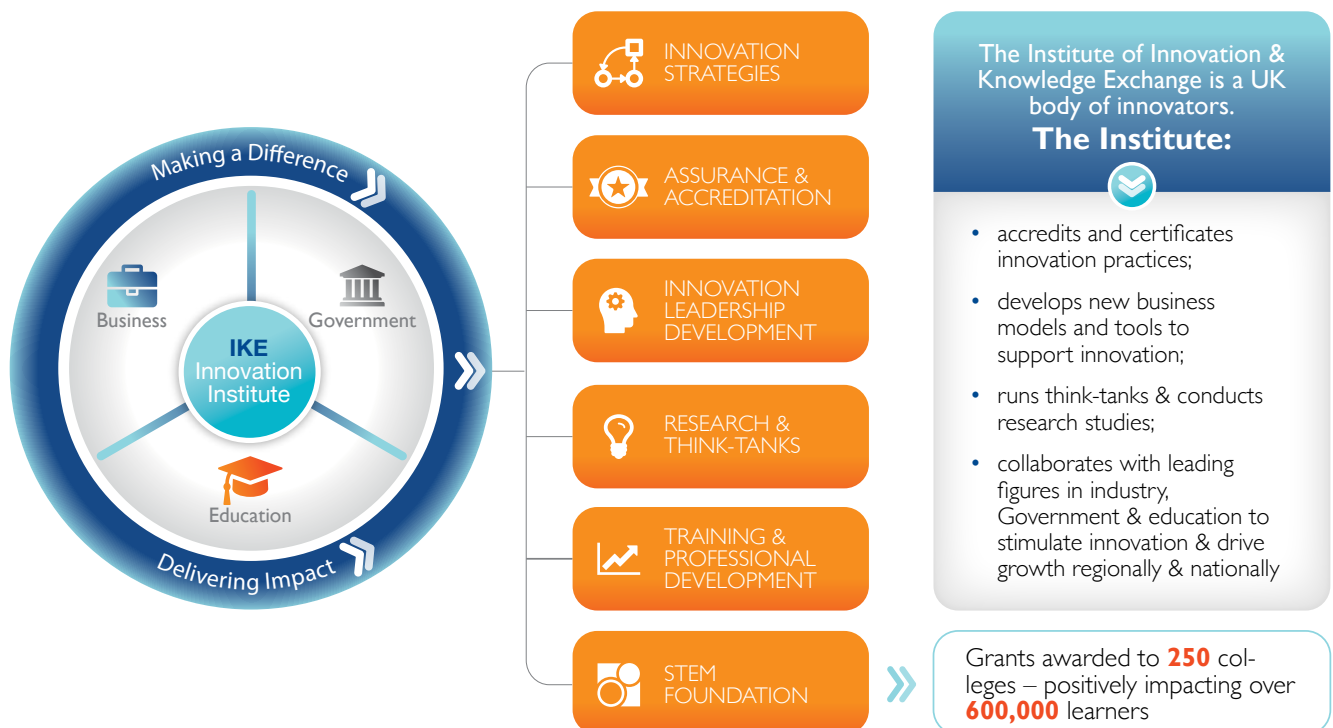 Making a Difference
Business
Government
IKE
Innovation
Institute
Education
Delivering Impact
INNOVATION
STRATEGIES
ASSURANCE &
ACCREDITATION
INNOVATION
LEADERSHIP
DEVELOPMENT
RESEARCH &
THINK-TANKS
TRAINING &
PROFESSIONAL
DEVELOPMENT
STEM
FOUNDATION
The Institute of Innovation &
Knowledge Exchange is a UK
body of innovators.
The Institute:
• accredits and certificates
innovation practices;
• develops new business
models and tools to
support innovation;
• runs think-tanks & conducts
research studies;
• collaborates with leading
figures in industry,
Government & education to
stimulate innovation & drive
growth regionally & nationally
Grants awarded to 250 col-
leges – positively impacting over
600,000 learners